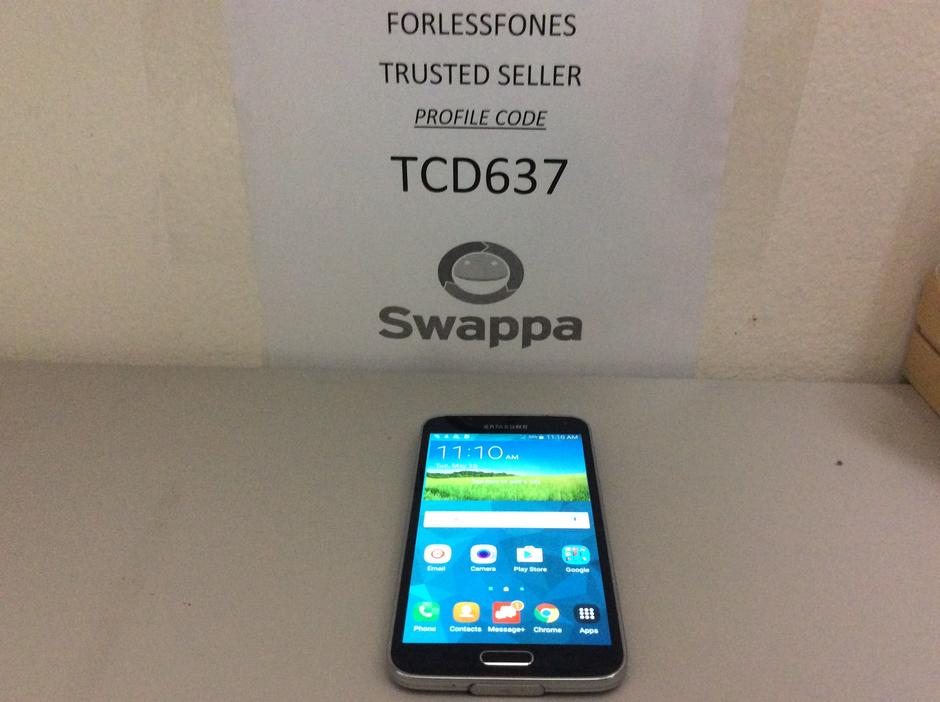 FORLESSFONES
TRUSTED SELLER
PROFILE CODE
TCD637
Swappa
SAMSUNG
11:10 AM
11:10 AM
Email Camera Play Store Google
Phone Contacts Message+ Chrome Apps